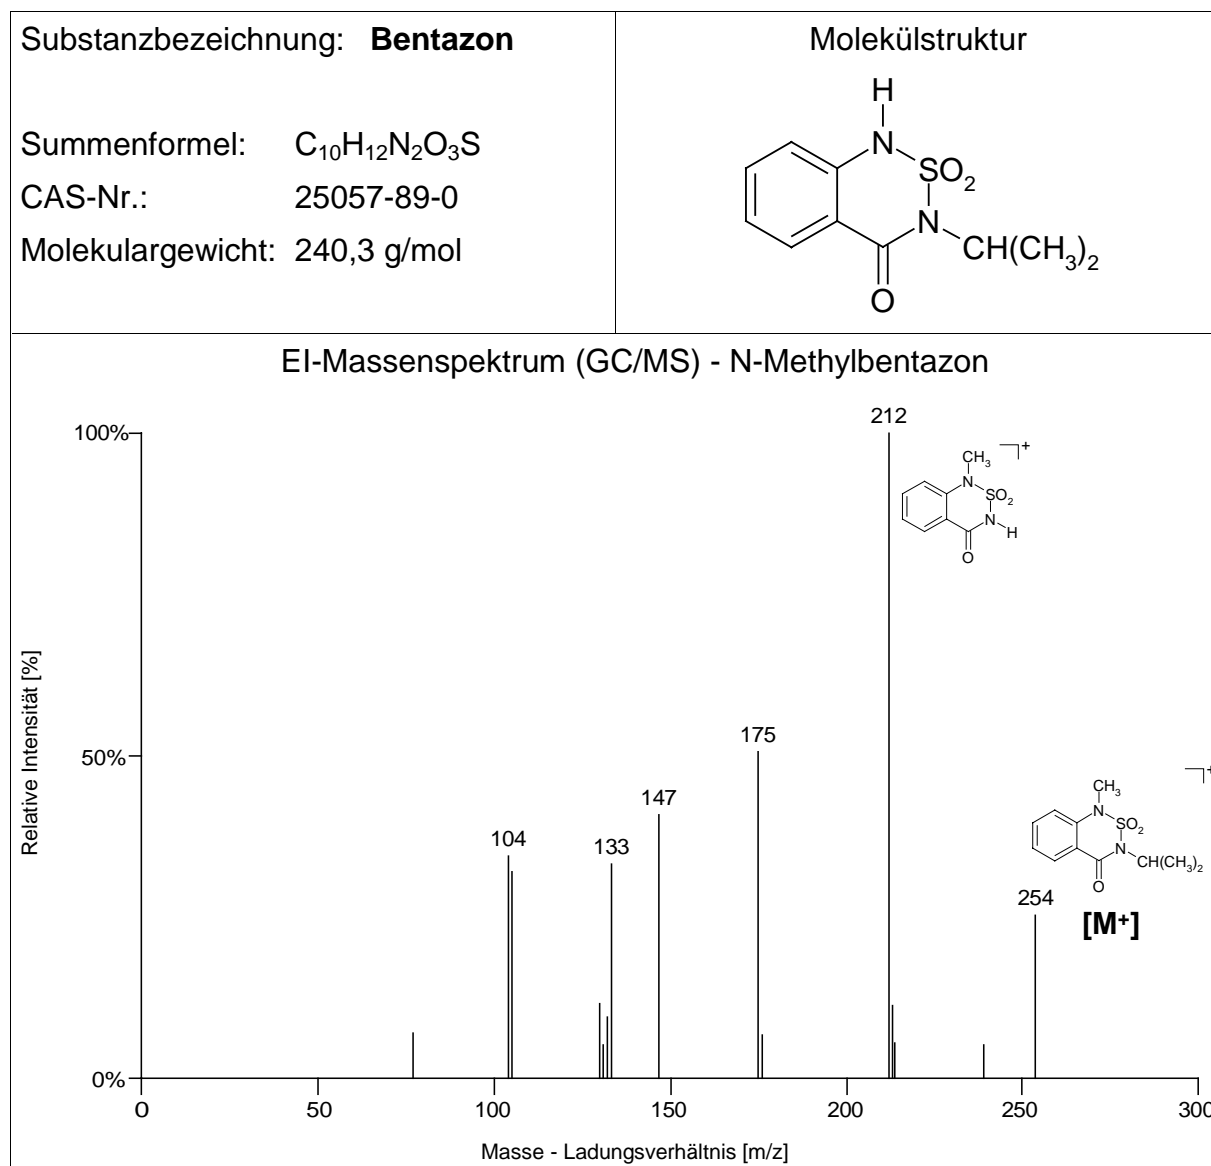 Substanzbezeichnung: Bentazon
Summenformel: C₁₀H₁₂N₂O₃S
CAS-Nr.: 25057-89-0
Molekulargewicht: 240,3 g/mol
Molekülstruktur
H
N
SO₂
N
CH(CH₃)₂
O
EI-Massenspektrum (GC/MS) - N-Methylbentazon
212
100%
CH₃
+
N
SO₂
N
H
O
175
50%
147
+
CH₃
N
SO₂
N
CH(CH₃)₂
O
104
133
254
[M⁺]
Relative Intensität [%]
0%
0 50 100 150 200 250 300
Masse - Ladungsverhältnis [m/z]